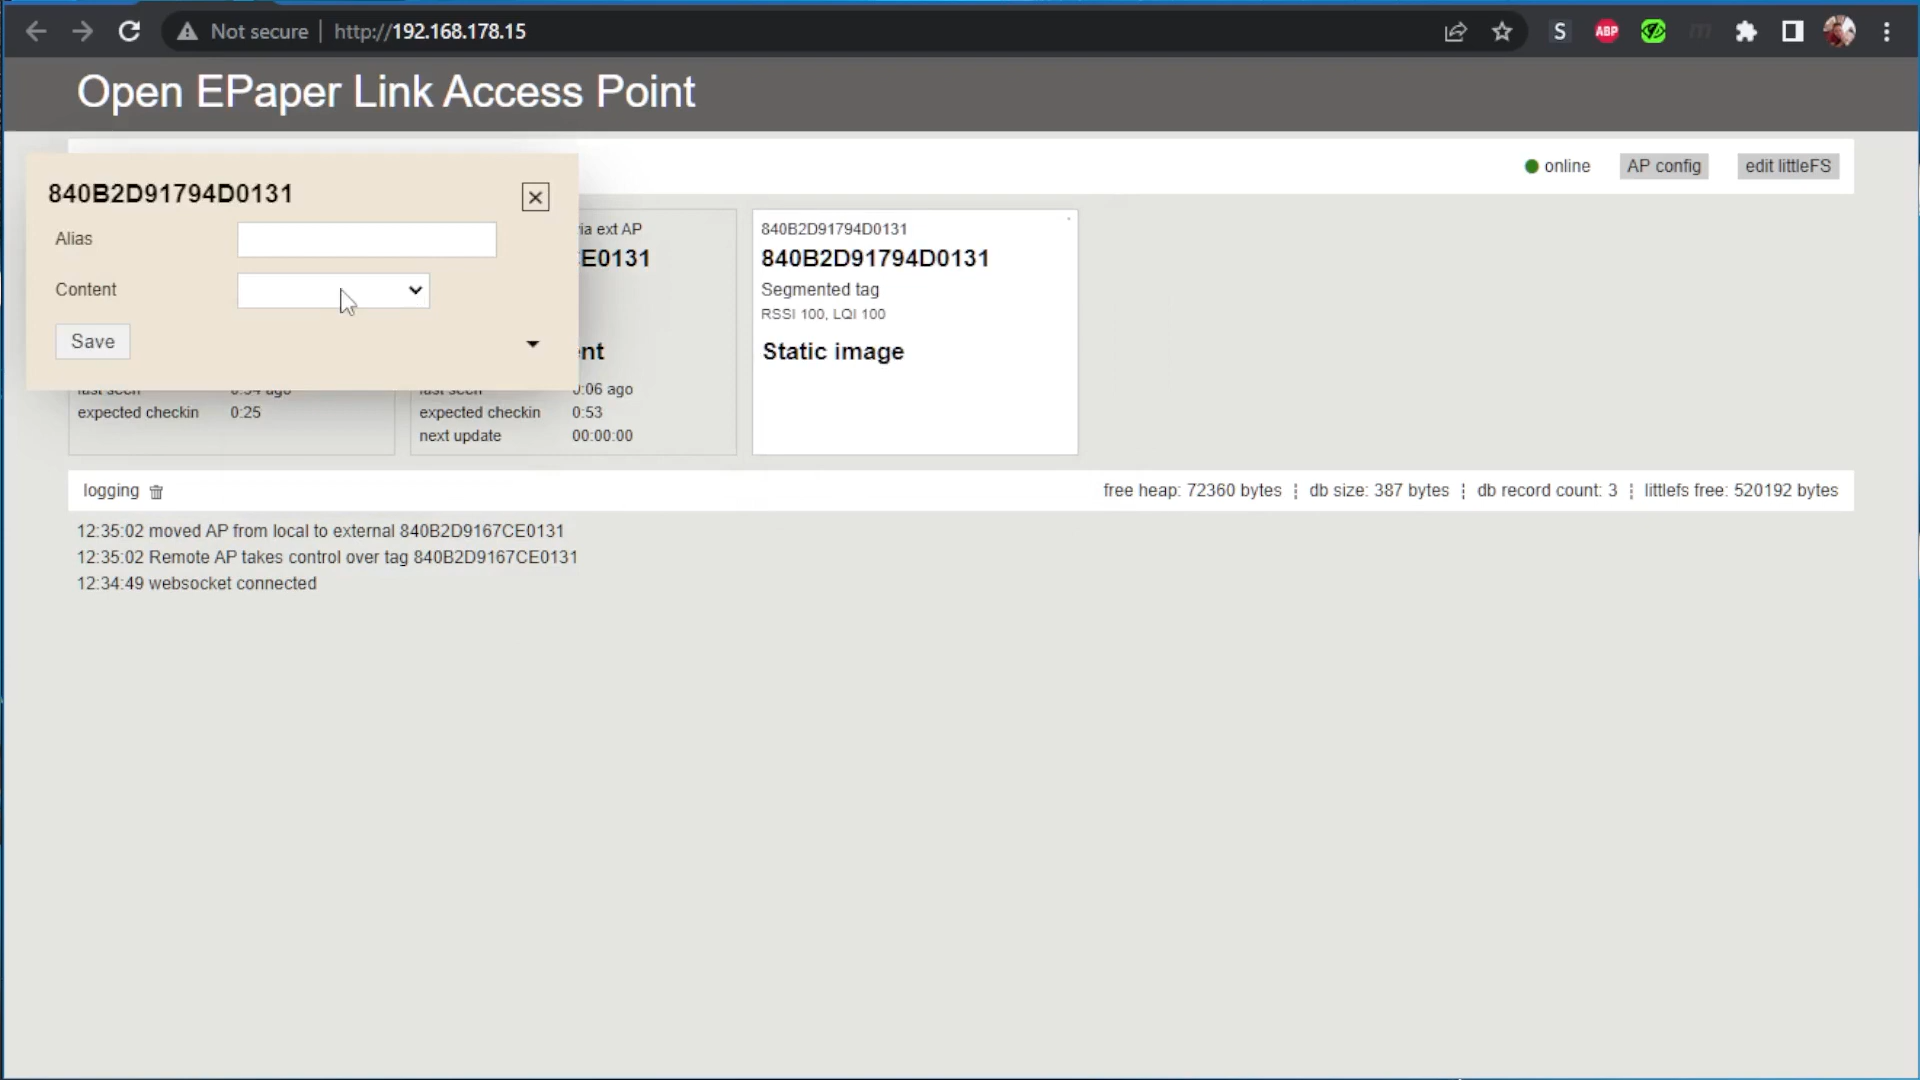 Not secure | http://192.168.178.15
S ABP
Open EPaper Link Access Point
online AP config edit littleFS
840B2D91794D0131
Alias
Content
Save
via ext AP
E0131
ent
expected checkin 0:25
0:06 ago
expected checkin 0:53
next update 00:00:00
840B2D91794D0131
840B2D91794D0131
Segmented tag
RSSI 100, LQI 100
Static image
logging
free heap: 72360 bytes ¦ db size: 387 bytes ¦ db record count: 3 ¦ littlefs free: 520192 bytes
12:35:02 moved AP from local to external 840B2D9167CE0131
12:35:02 Remote AP takes control over tag 840B2D9167CE0131
12:34:49 websocket connected